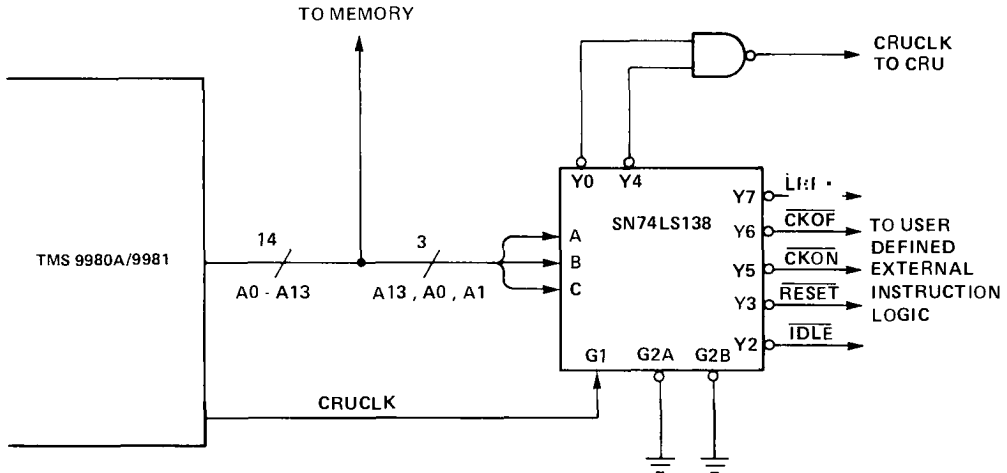 TO MEMORY
CRUCLK
TO CRU
Y0 Y4
SN74LS138
Y7
Y6
Y5
Y3
Y2
CKOF
CKON
RESET
IDLE
TO USER
DEFINED
EXTERNAL
INSTRUCTION
LOGIC
TMS 9980A/9981
14
A0 - A13
3
A13 , A0 , A1
A
B
C
G1 G2A G2B
CRUCLK